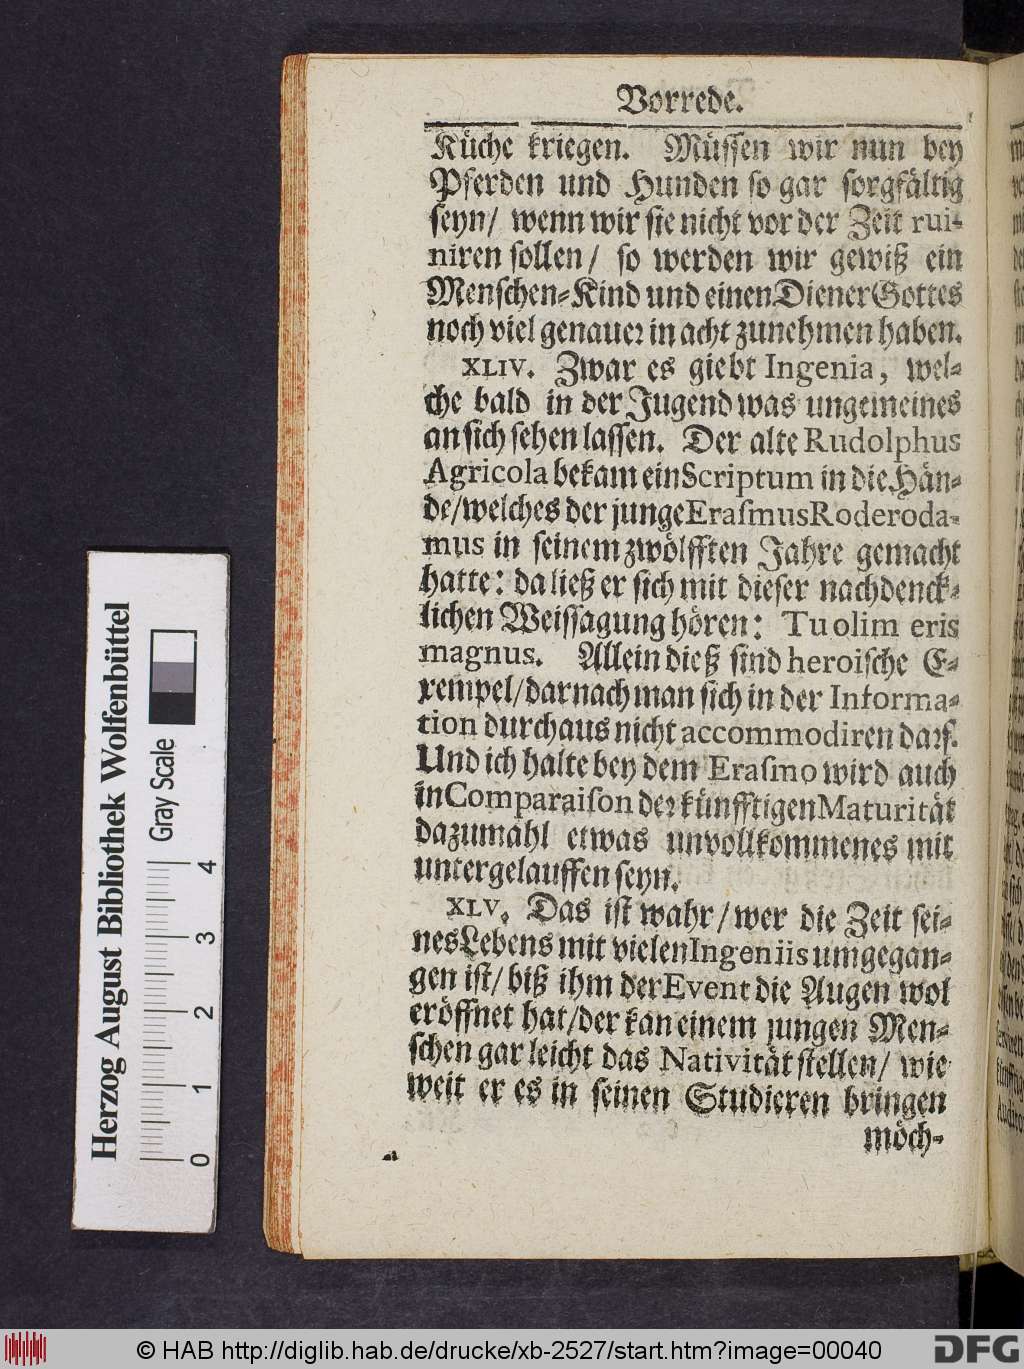 Vorrede.
Küche kriegen. Müssen wir nun bey
Pferden und Hunden so gar sorgfältig
seyn/ wenn wir sie nicht vor der Zeit rui-
niren sollen/ so werden wir gewiß ein
Menschen-Kind und einen Diener Gottes
noch viel genauer in acht zunehmen haben.
XLIV. Zwar es giebt Ingenia, wel-
che bald in der Jugend was ungemeines
an sich sehen lassen. Der alte Rudolphus
Agricola bekam ein Scriptum in die Hän-
de/welches der junge Eraſmus Roderoda-
mus in seinem zwölfften Jahre gemacht
hatte: da ließ er sich mit dieser nachdenck-
lichen Weissagung hören: Tu olim eris
magnus. Allein dieß sind heroische E-
xempel/darnach man sich in der Informa-
tion durchaus nicht accommodiren darf.
Und ich halte bey dem Eraſmo wird auch
in Comparaiſon der künfftigen Maturität
dazumahl etwas unvollkommenes mit
untergelauffen seyn.
XLV. Das ist wahr/wer die Zeit sei-
nes Lebens mit vielen Ingeniis umgegan-
gen ist/ biß ihm der Event die Augen wol
eröffnet hat/der kan einem jungen Men-
schen gar leicht das Nativität stellen/ wie
weit er es in seinen Studieren bringen
möch-
Herzog August Bibliothek Wolfenbüttel
Gray Scale
0 1 2 3 4
© HAB http://diglib.hab.de/drucke/xb-2527/start.htm?image=00040
DFG